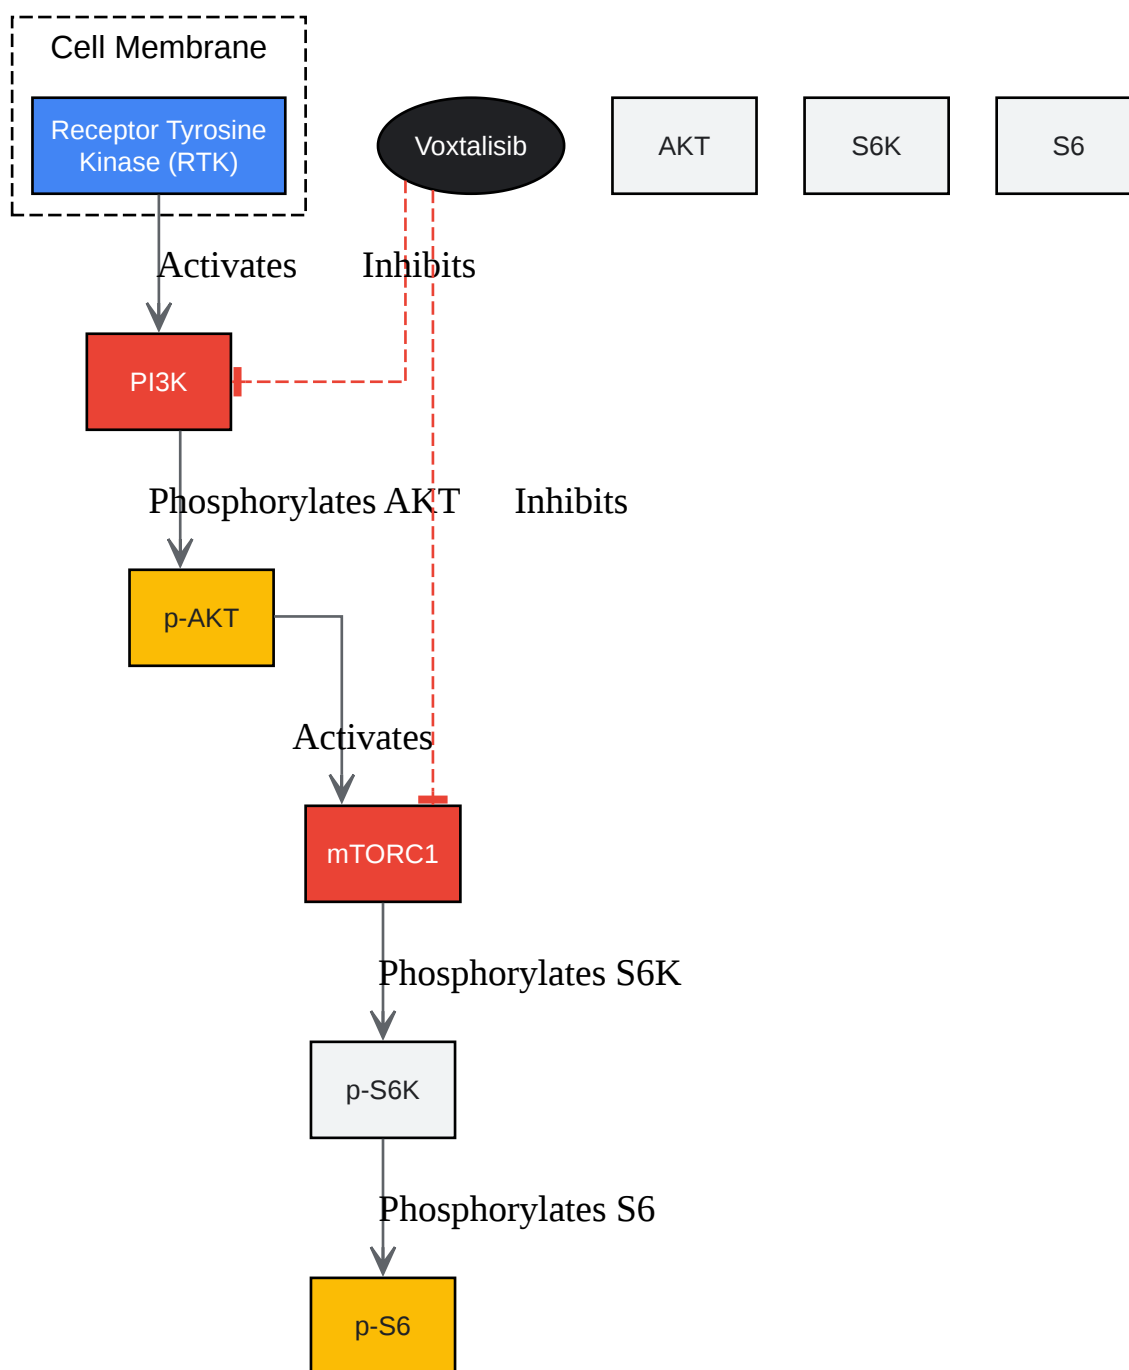 Cell Membrane
Receptor Tyrosine
Kinase (RTK)
Voxtalisib
AKT
S6K
S6
Activates
Inhibits
PI3K
Phosphorylates AKT
Inhibits
p-AKT
Activates
mTORC1
Phosphorylates S6K
p-S6K
Phosphorylates S6
p-S6